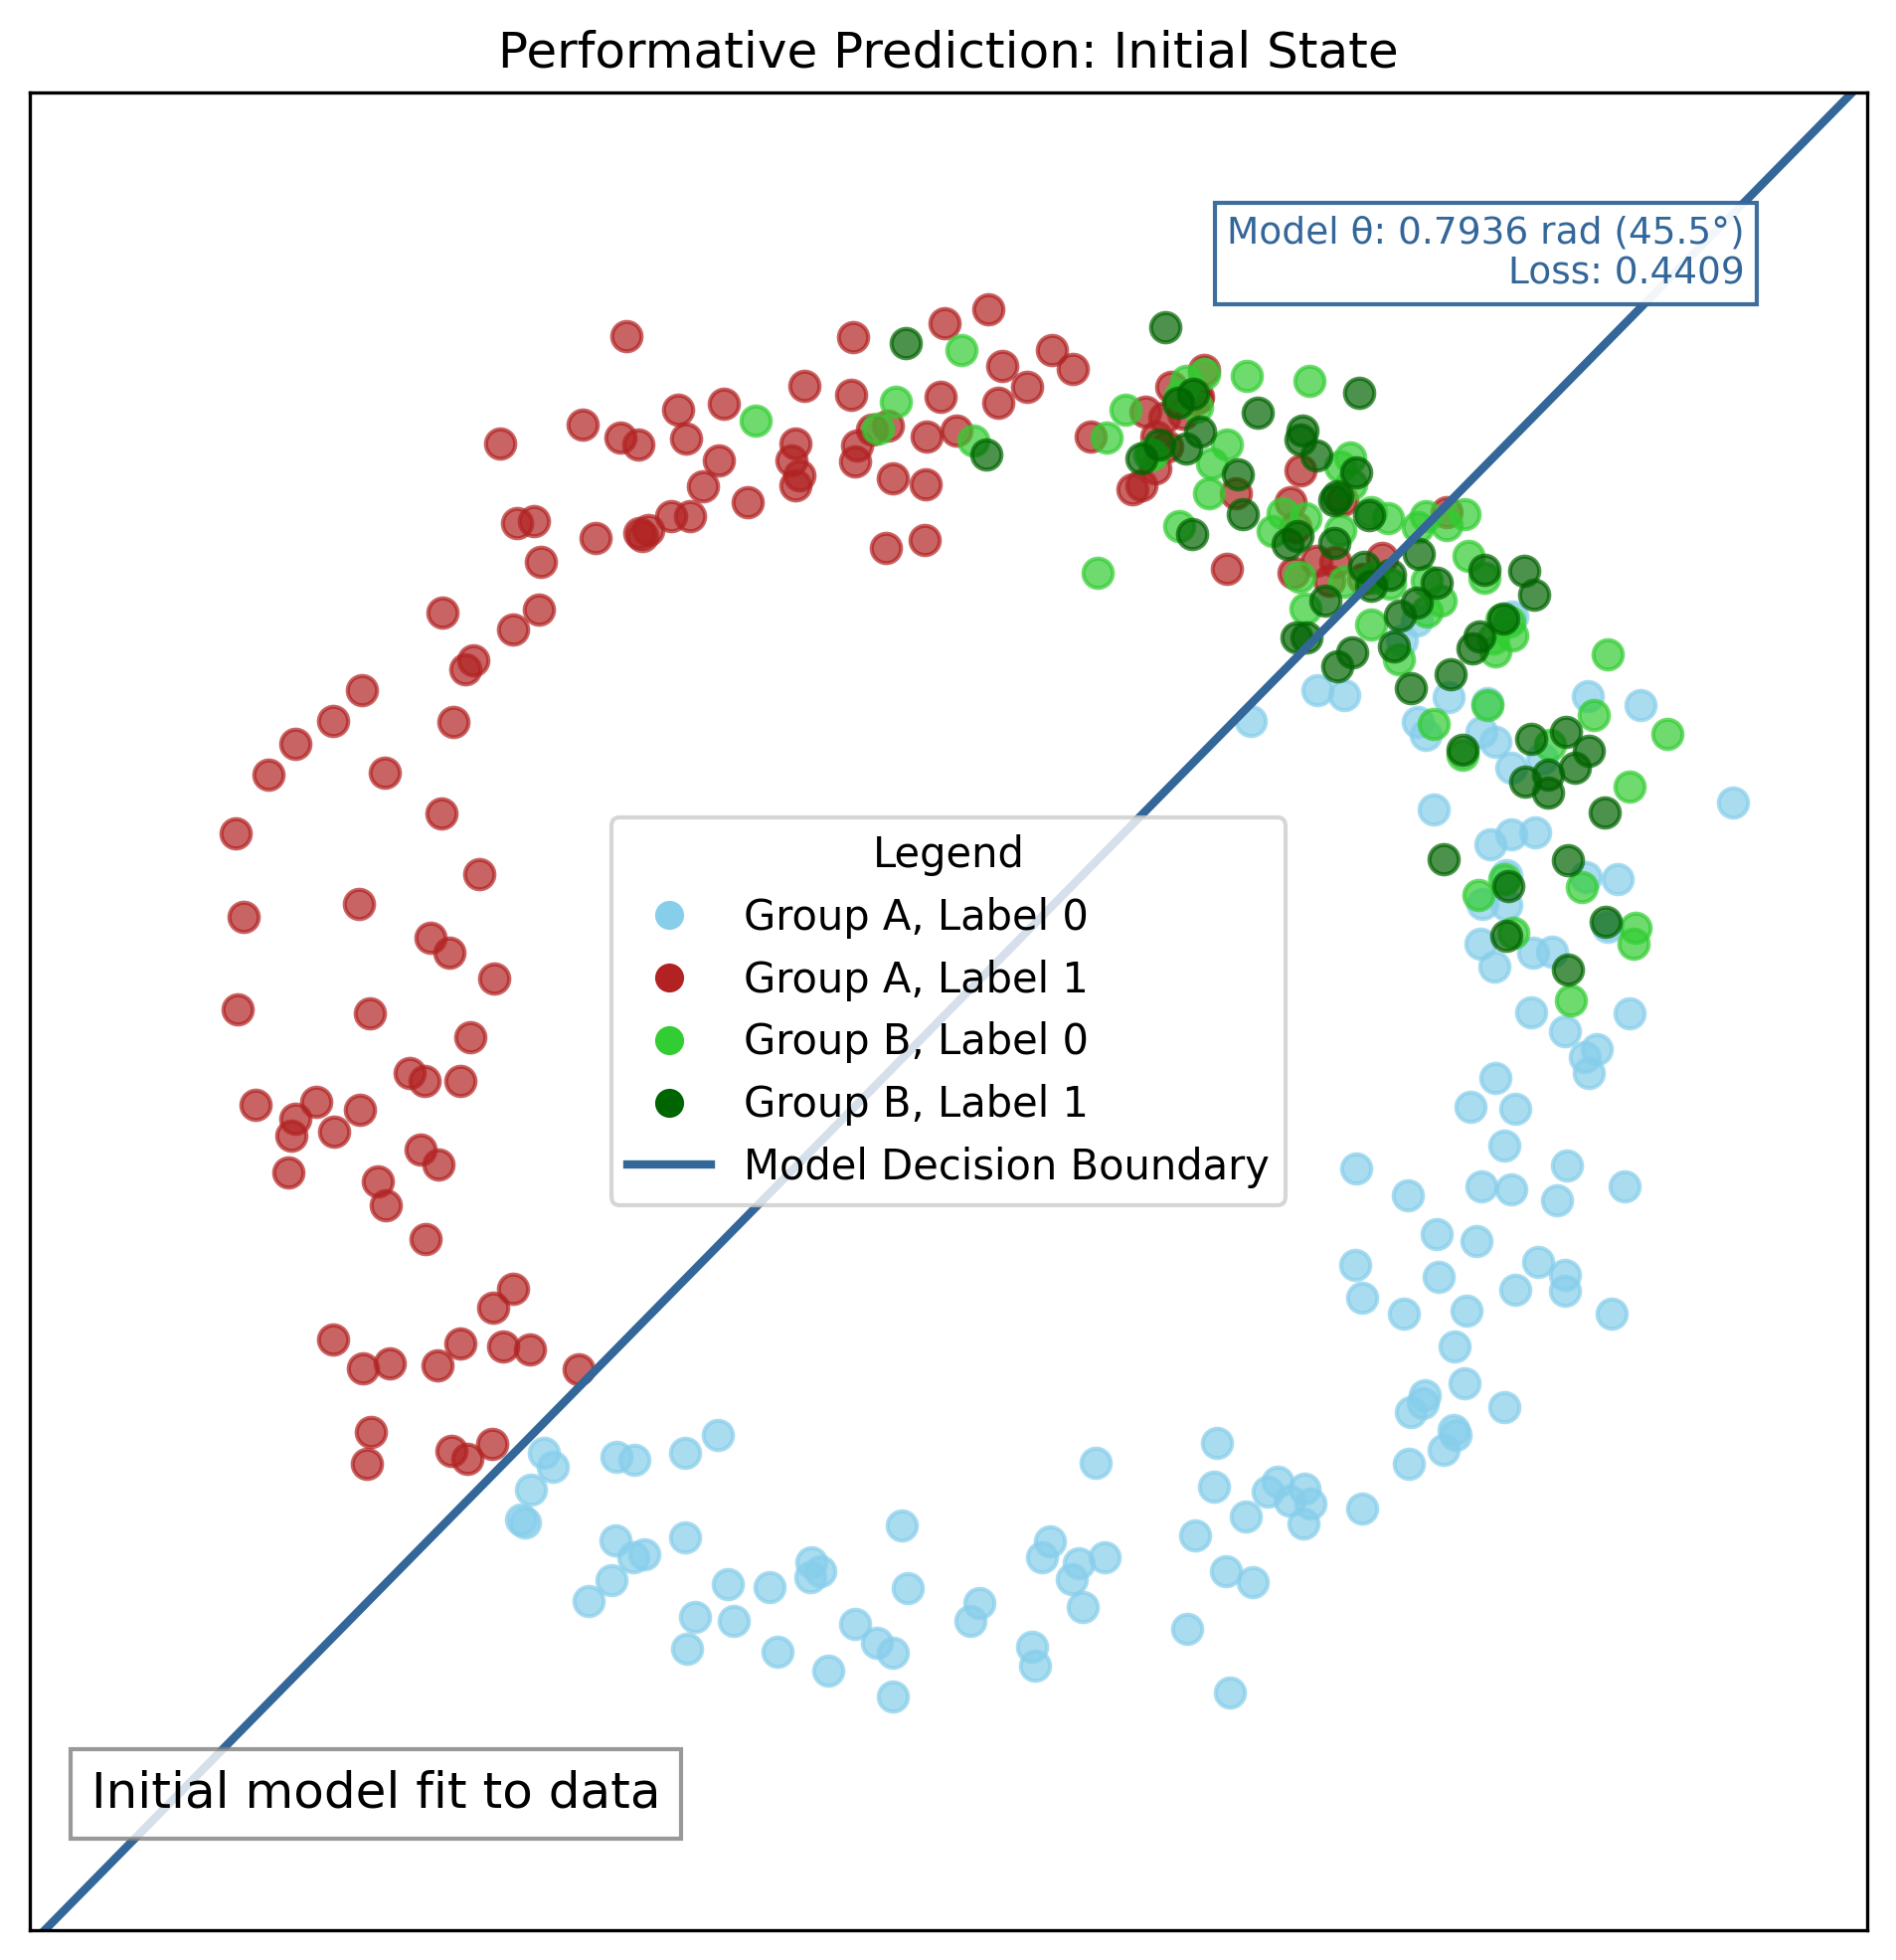 Performative Prediction: Initial State
Model θ: 0.7936 rad (45.5°)
Loss: 0.4409
Legend
Group A, Label 0
Group A, Label 1
Group B, Label 0
Group B, Label 1
Model Decision Boundary
Initial model fit to data